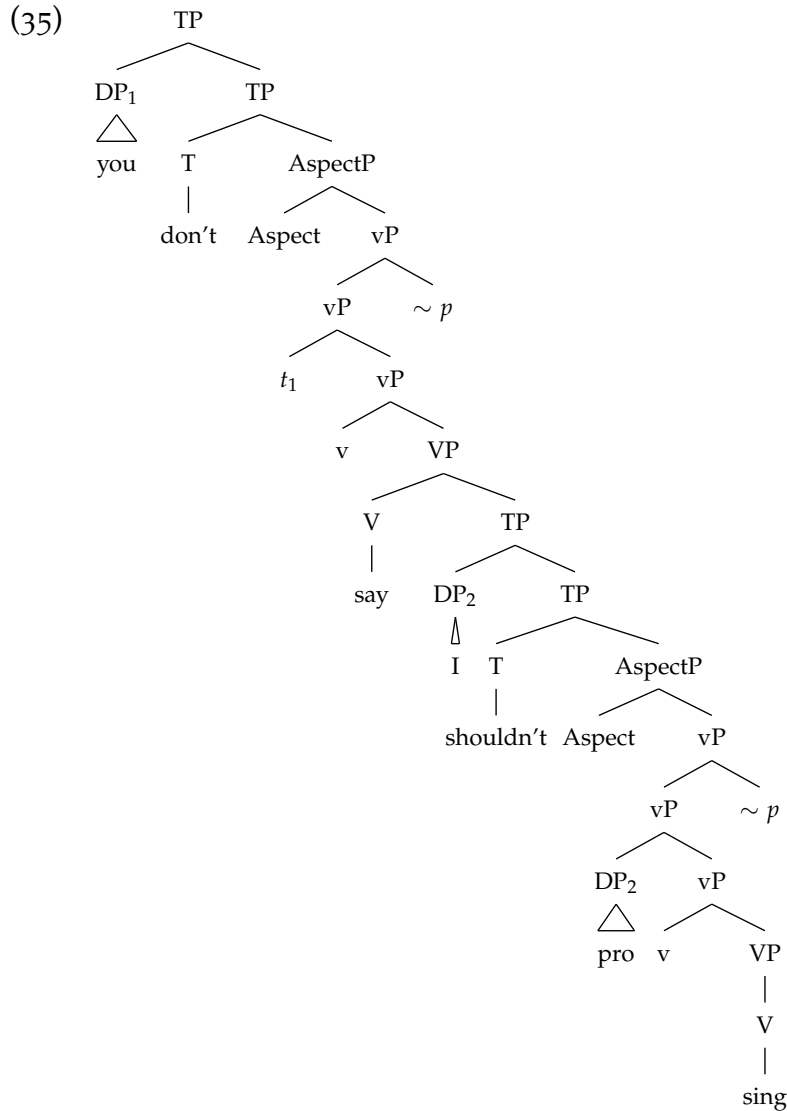 (35) TP
DP1 TP
you T AspectP
don't Aspect vP
vP ∼ p
t1 vP
v VP
V TP
say DP2 TP
I T AspectP
shouldn't Aspect vP
vP ∼ p
DP2 vP
pro v VP
V
sing